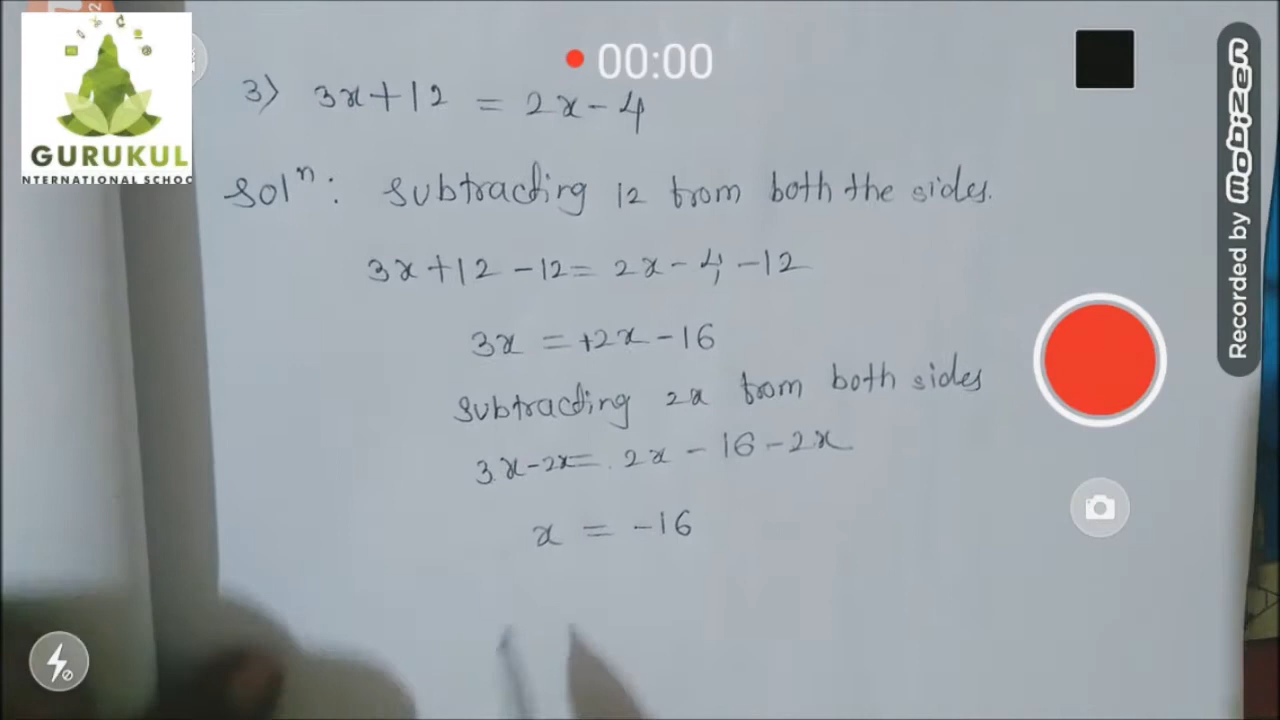 GURUKUL
NTERNATIONAL SCHOO
00:00
Recorded by mobizen
3) 3x+12 = 2x-4
Solⁿ: Subtracting 12 from both the sides.
3x+12-12= 2x-4-12
3x = +2x-16
Subtracting 2x from both sides
3x-2x= 2x-16-2x
x = -16